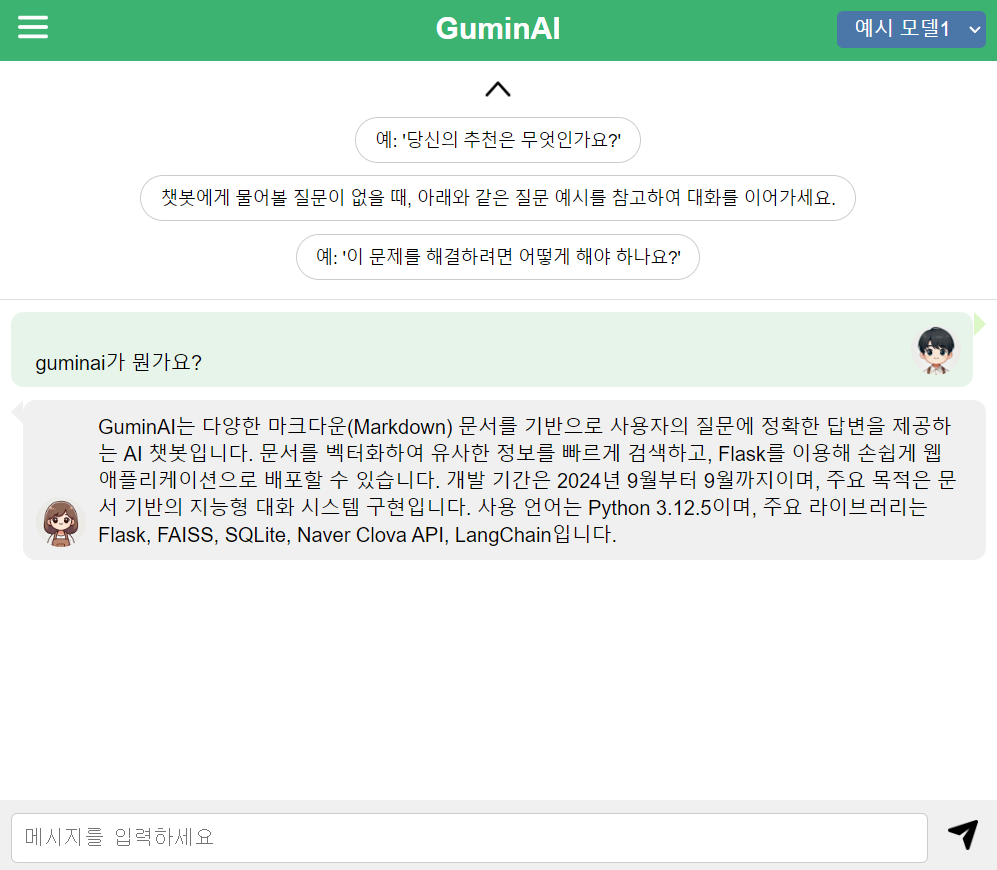 GuminAI
예시 모델1
예: '당신의 추천은 무엇인가요?'
챗봇에게 물어볼 질문이 없을 때, 아래와 같은 질문 예시를 참고하여 대화를 이어가세요.
예: '이 문제를 해결하려면 어떻게 해야 하나요?'
guminai가 뭔가요?
GuminAI는 다양한 마크다운(Markdown) 문서를 기반으로 사용자의 질문에 정확한 답변을 제공하
는 AI 챗봇입니다. 문서를 벡터화하여 유사한 정보를 빠르게 검색하고, Flask를 이용해 손쉽게 웹
애플리케이션으로 배포할 수 있습니다. 개발 기간은 2024년 9월부터 9월까지이며, 주요 목적은 문
서 기반의 지능형 대화 시스템 구현입니다. 사용 언어는 Python 3.12.5이며, 주요 라이브러리는
Flask, FAISS, SQLite, Naver Clova API, LangChain입니다.
메시지를 입력하세요